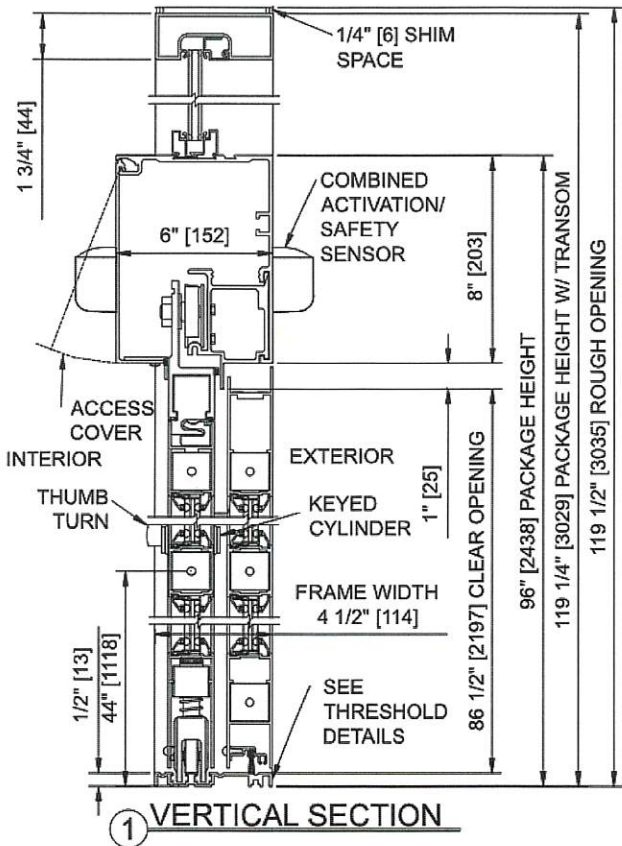 1/4" [6] SHIM
SPACE
1 3/4" [44]
COMBINED
ACTIVATION/
SAFETY
SENSOR
6" [152]
8" [203]
ACCESS
COVER
INTERIOR
EXTERIOR
THUMB
TURN
KEYED
CYLINDER
1" [25]
FRAME WIDTH
4 1/2" [114]
1/2" [13]
44" [1118]
SEE
THRESHOLD
DETAILS
86 1/2" [2197] CLEAR OPENING
96" [2438] PACKAGE HEIGHT
119 1/4" [3029] PACKAGE HEIGHT W/ TRANSOM
119 1/2" [3035] ROUGH OPENING
1 VERTICAL SECTION